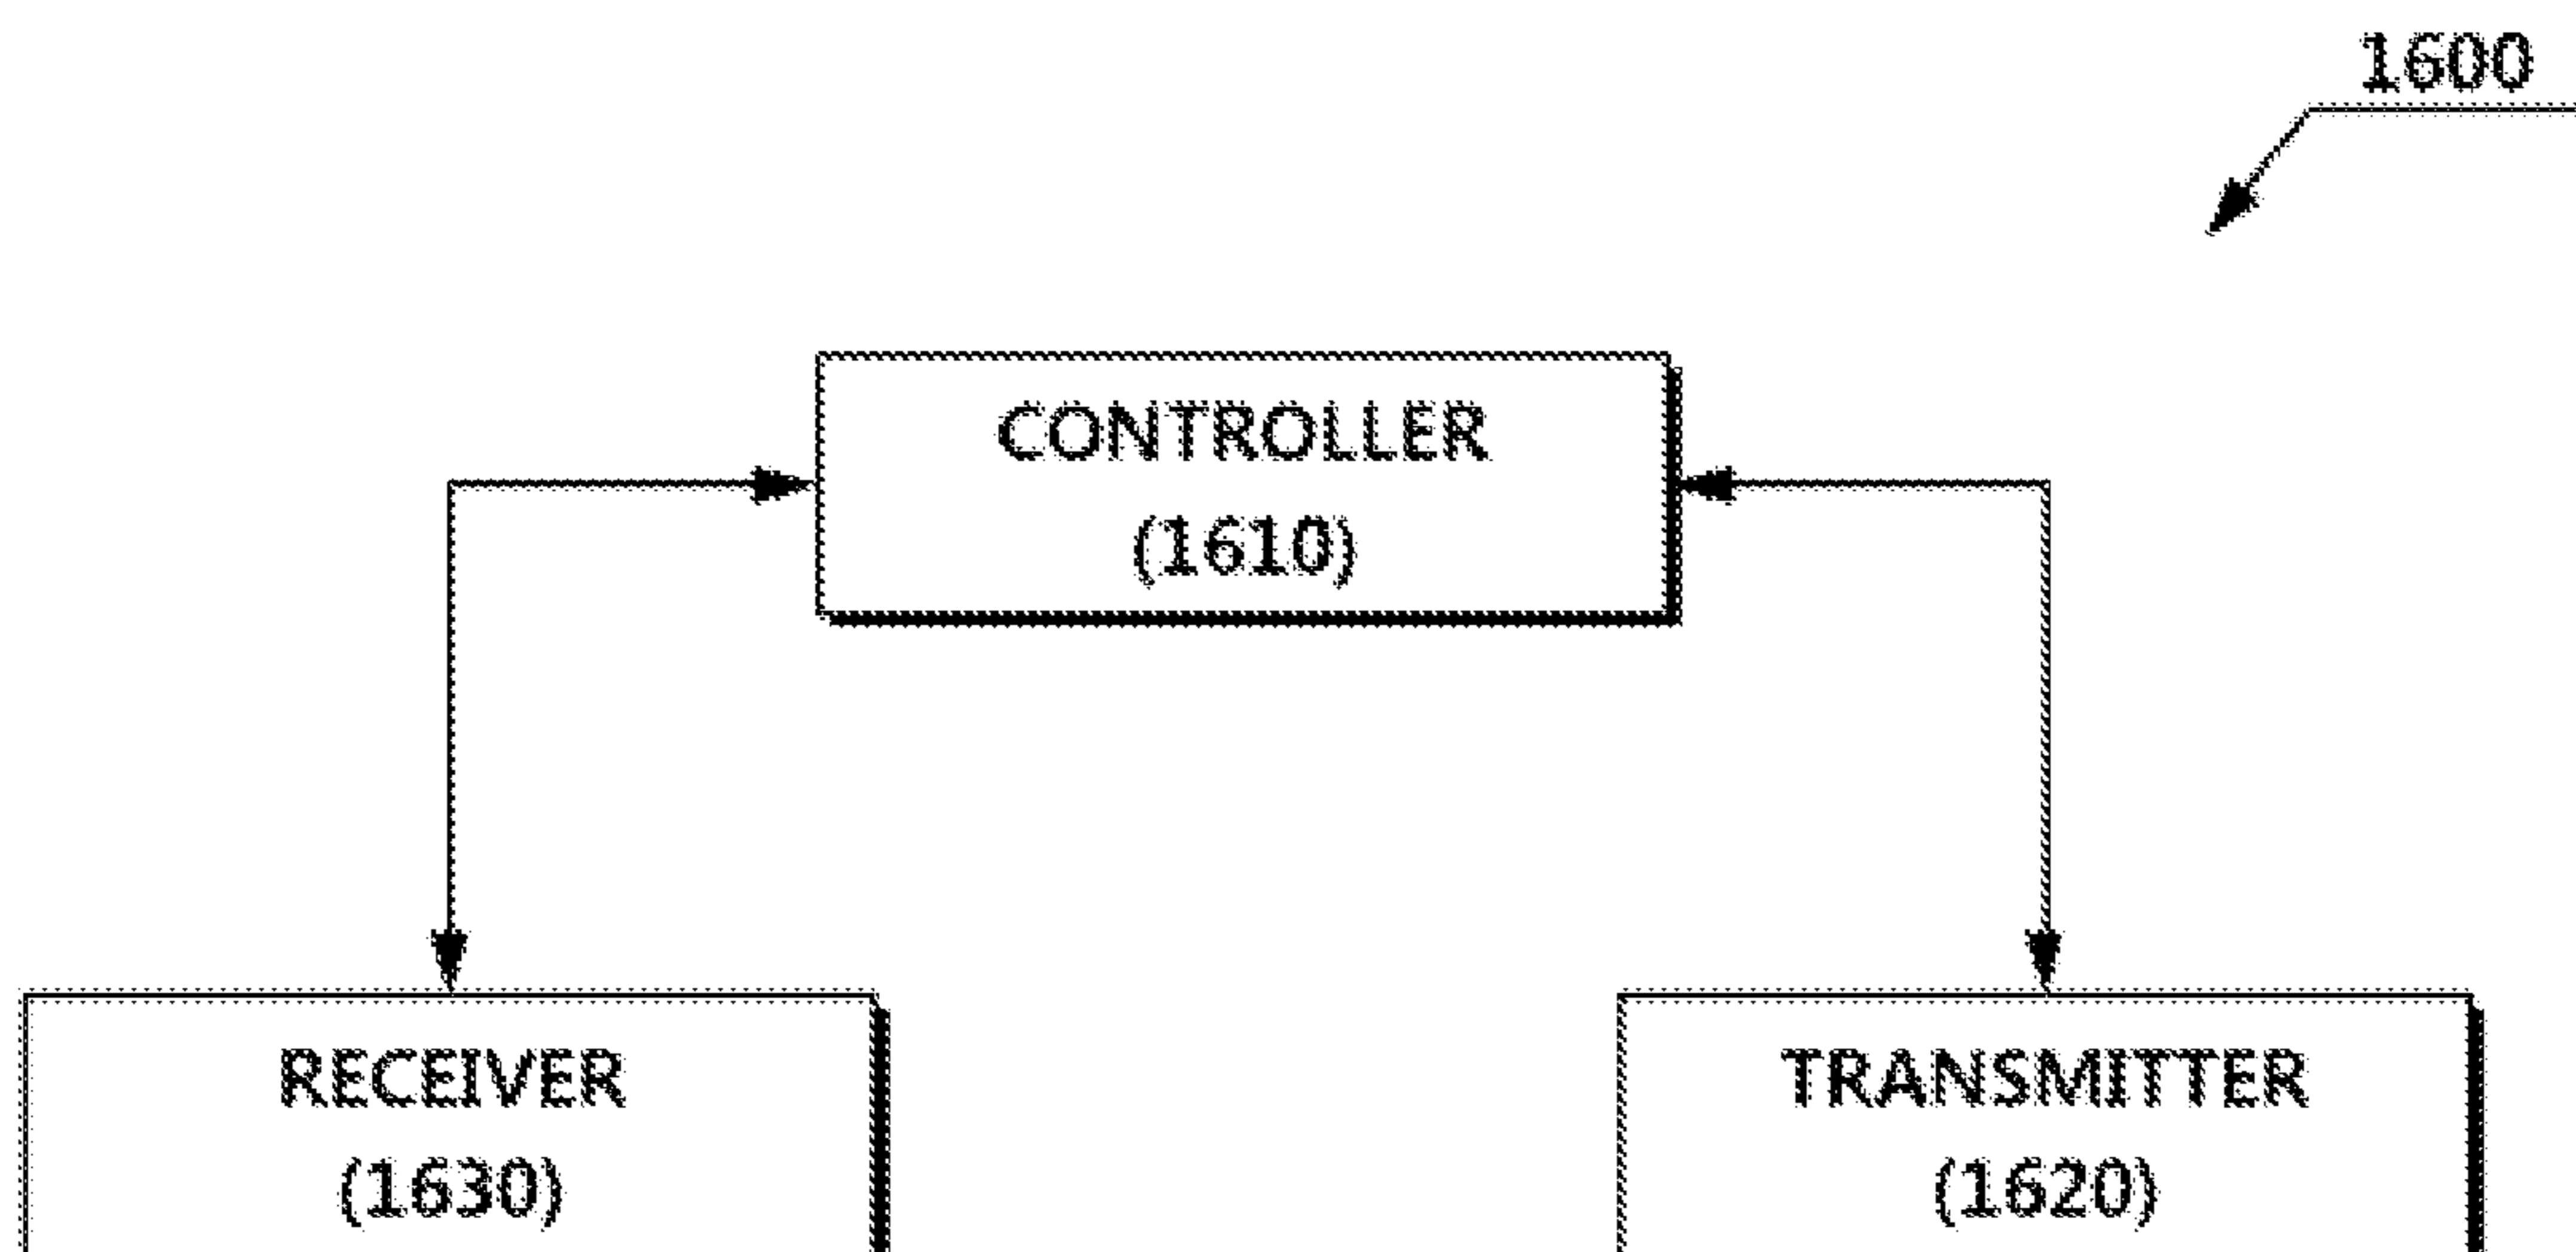 1600
CONTROLLER
(1610)
RECEIVER
(1630)
TRANSMITTER
(1620)